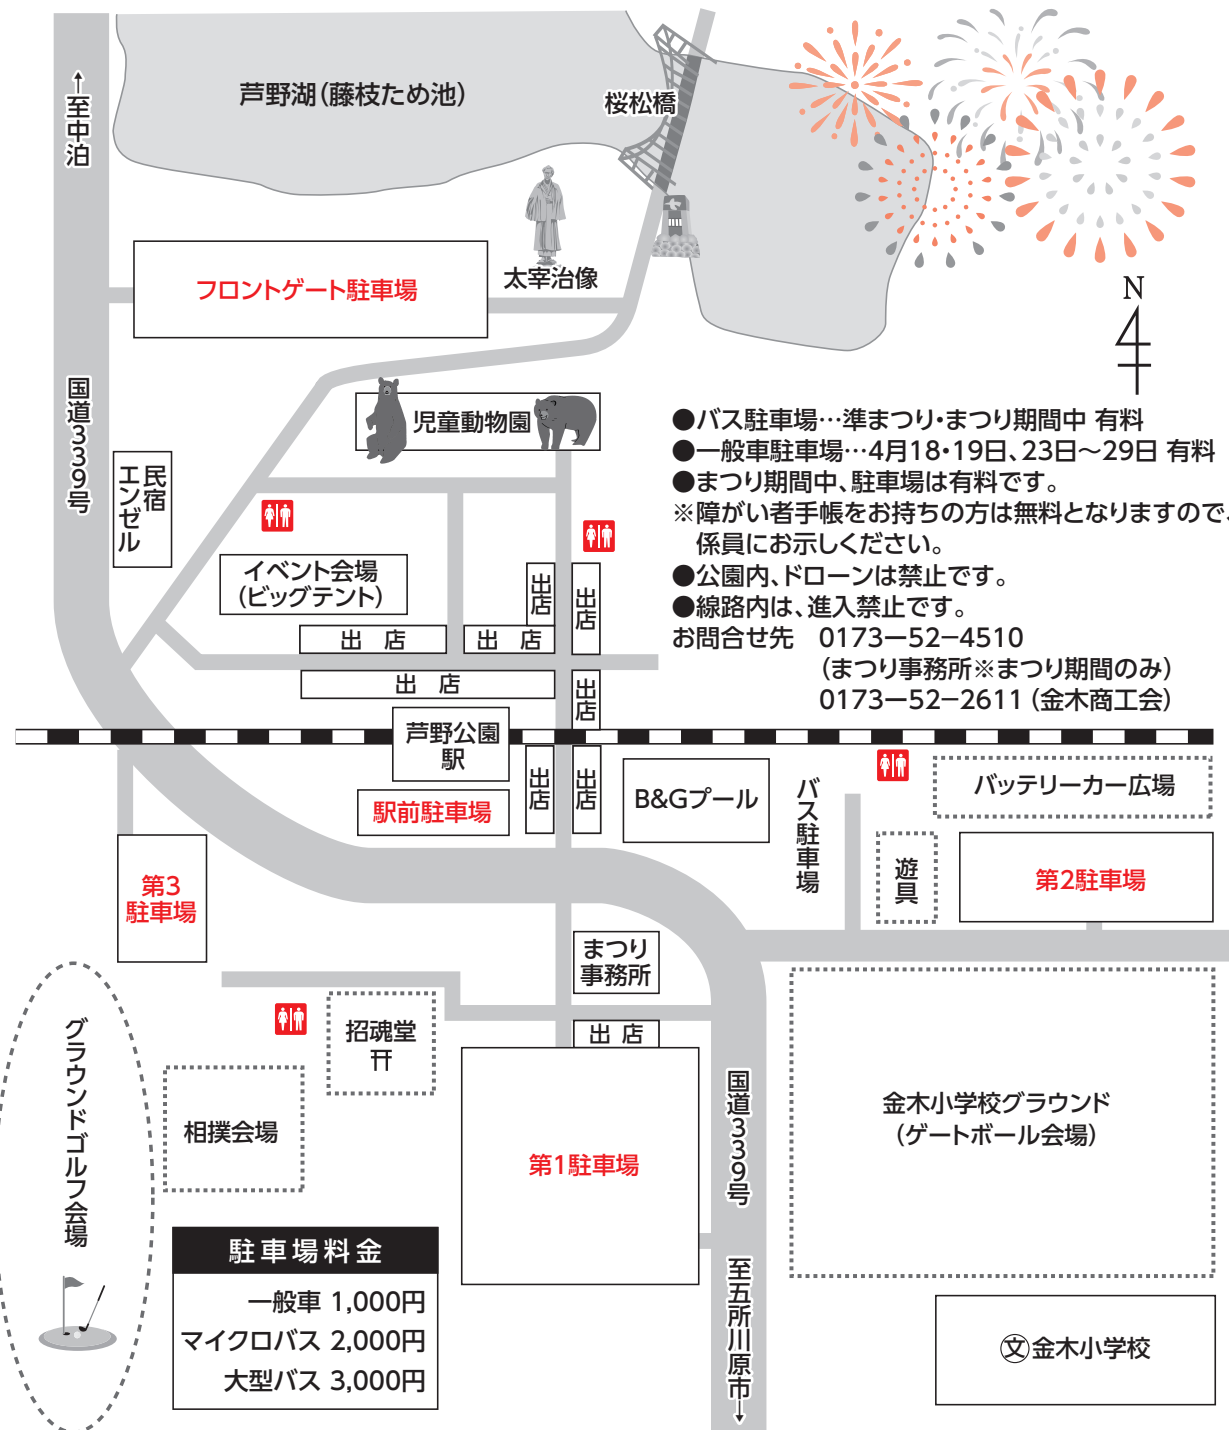 芦野湖(藤枝ため池)
桜松橋
↑至中泊
太宰治像
フロントゲート駐車場
N
国道339号
児童動物園
●バス駐車場…準まつり・まつり期間中 有料
●一般車駐車場…4月18・19日、23日〜29日 有料
●まつり期間中、駐車場は有料です。
※障がい者手帳をお持ちの方は無料となりますので、
係員にお示しください。
●公園内、ドローンは禁止です。
●線路内は、進入禁止です。
お問合せ先 0173ー52−4510
(まつり事務所※まつり期間のみ)
0173ー52−2611(金木商工会)
民宿
エンゼル
イベント会場
(ビッグテント)
出店
出店
出 店
出 店
出 店
出店
芦野公園
駅
駅前駐車場
出店
出店
B&Gプール
バス駐車場
バッテリーカー広場
遊具
第2駐車場
第3
駐車場
まつり
事務所
出 店
招魂堂
グラウンドゴルフ会場
相撲会場
第1駐車場
国道339号
金木小学校グラウンド
(ゲートボール会場)
駐車場料金
一般車 1,000円
マイクロバス 2,000円
大型バス 3,000円
至五所川原市↓
文金木小学校